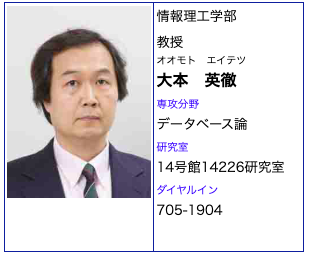 情報理工学部
教授
オオモト　エイテツ
大本　英徹
専攻分野
データベース論
研究室
14号館14226研究室
ダイヤルイン
705-1904